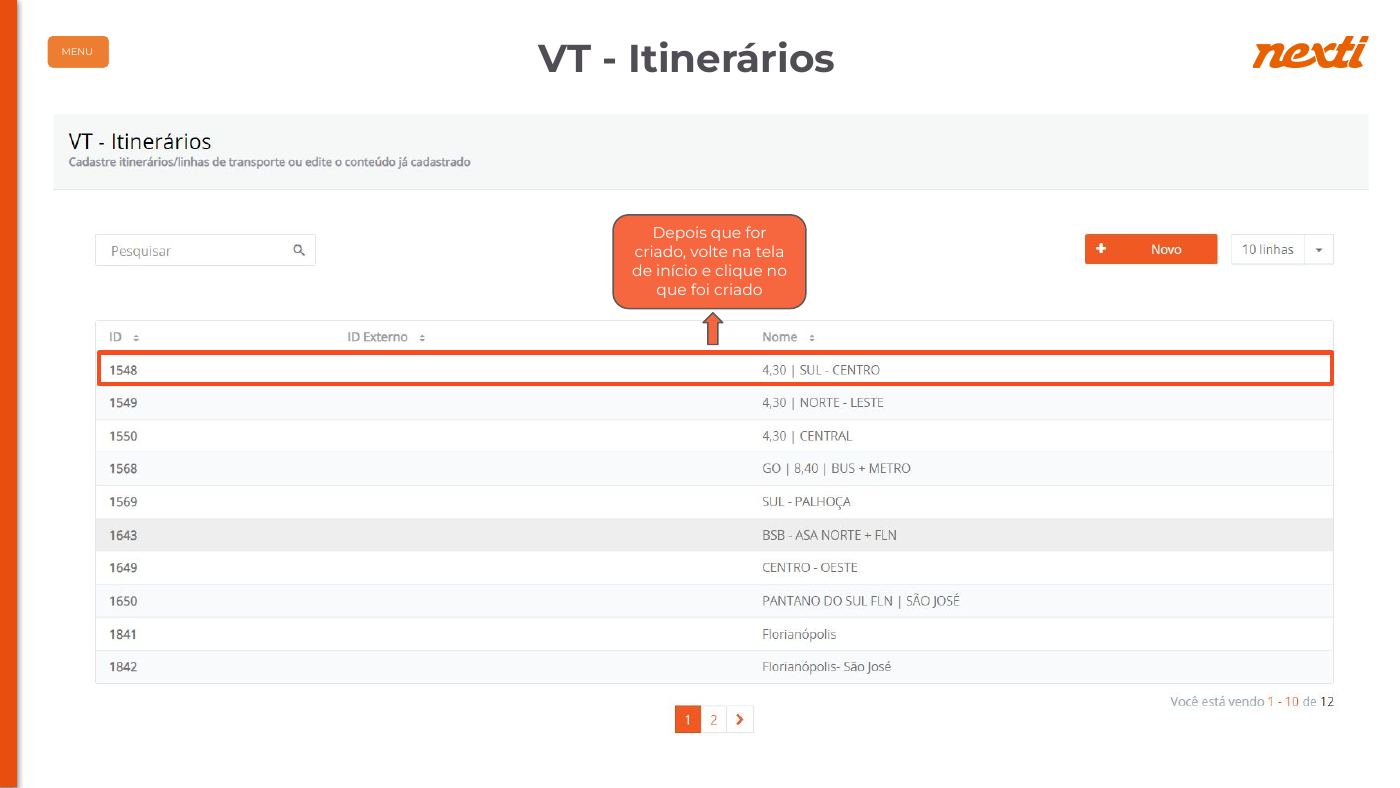 MENU
VT - Itinerários
nexti
VT - Itinerários
Cadastre itinerários/linhas de transporte ou edite o conteúdo já cadastrado
Pesquisar
Depois que for
criado, volte na tela
de início e clique no
que foi criado
Novo
10 linhas
ID
ID Externo
Nome
1548 4,30 | SUL - CENTRO
1549 4,30 | NORTE - LESTE
1550 4,30 | CENTRAL
1568 GO | 8,40 | BUS + METRO
1569 SUL - PALHOÇA
1643 BSB - ASA NORTE + FLN
1649 CENTRO - OESTE
1650 PANTANO DO SUL FLN | SÃO JOSÉ
1841 Florianópolis
1842 Florianópolis- São José
Você está vendo 1 - 10 de 12
1 2